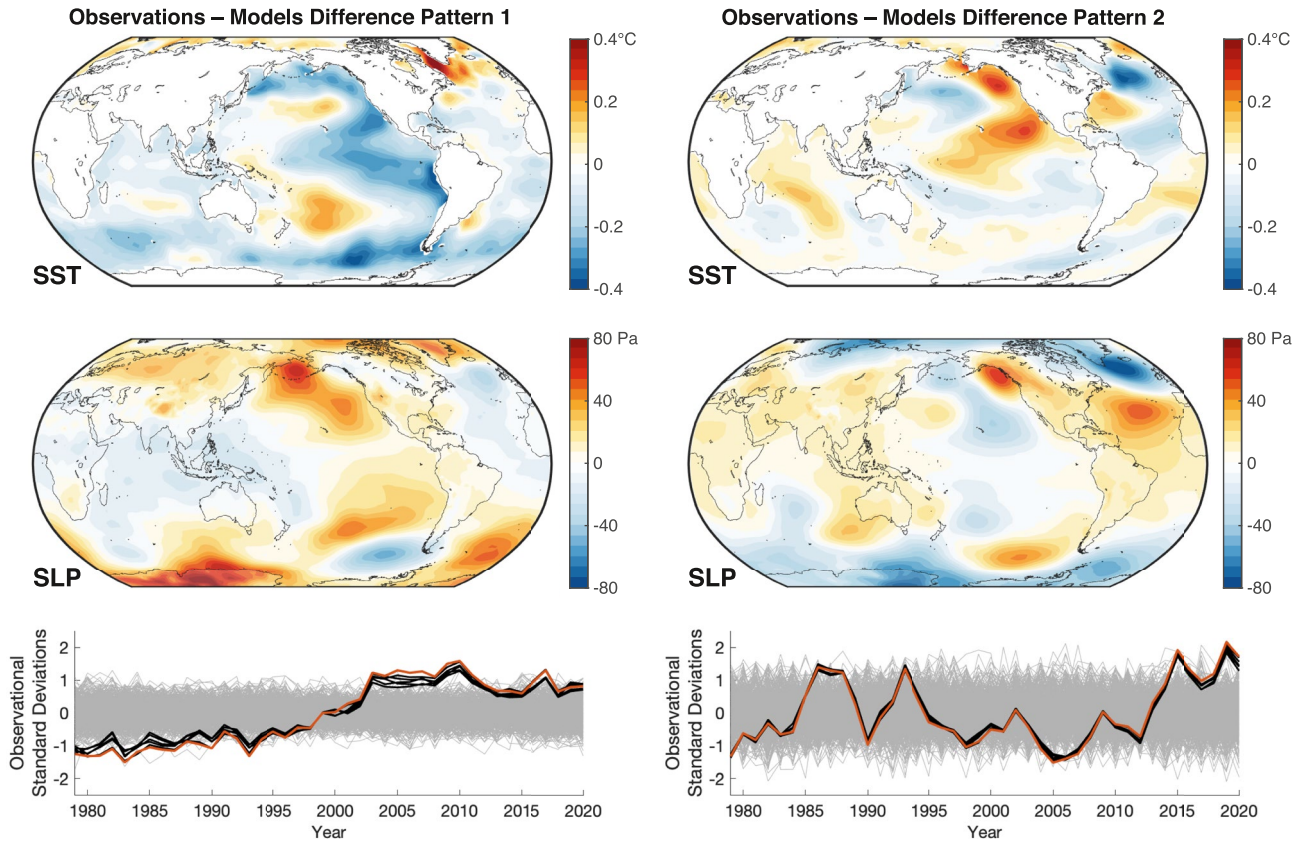 Observations – Models Difference Pattern 1
0.4°C
0.2
0
-0.2
-0.4
SST
80 Pa
40
0
-40
-80
SLP
Observational
Standard Deviations
2
1
0
-1
-2
1980 1985 1990 1995 2000 2005 2010 2015 2020
Year
Observations – Models Difference Pattern 2
0.4°C
0.2
0
-0.2
-0.4
SST
80 Pa
40
0
-40
-80
SLP
Observational
Standard Deviations
2
1
0
-1
-2
1980 1985 1990 1995 2000 2005 2010 2015 2020
Year